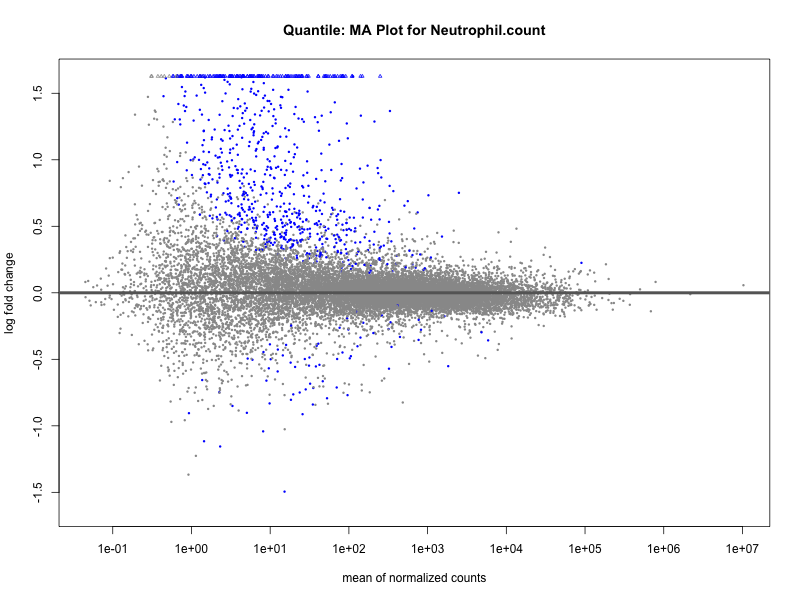 Quantile: MA Plot for Neutrophil.count
log fold change
1.5
1.0
0.5
0.0
-0.5
-1.0
-1.5
1e-01 1e+00 1e+01 1e+02 1e+03 1e+04 1e+05 1e+06 1e+07
mean of normalized counts